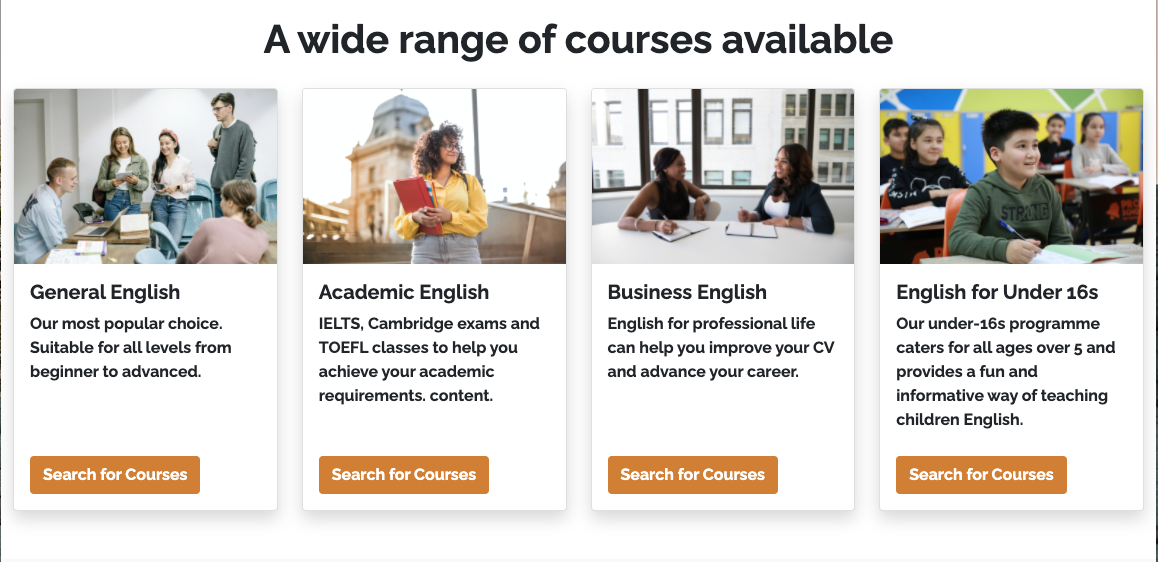 A wide range of courses available
STRONG
General English
Our most popular choice.
Suitable for all levels from
beginner to advanced.
Search for Courses
Academic English
IELTS, Cambridge exams and
TOEFL classes to help you
achieve your academic
requirements. content.
Search for Courses
Business English
English for professional life
can help you improve your CV
and advance your career.
Search for Courses
English for Under 16s
Our under-16s programme
caters for all ages over 5 and
provides a fun and
informative way of teaching
children English.
Search for Courses